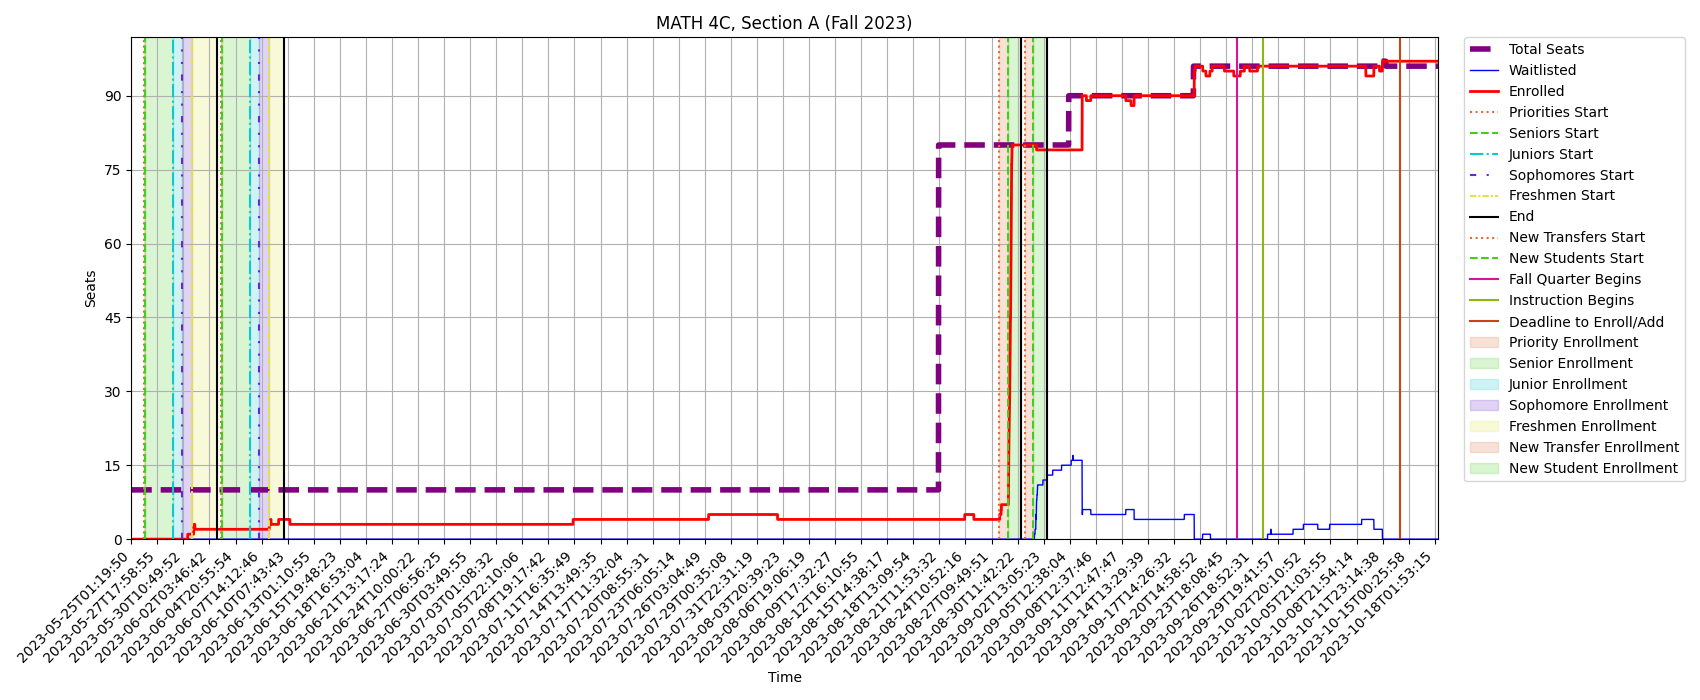 MATH 4C, Section A (Fall 2023)
Seats
90
75
60
45
30
15
0
2023-05-25T01:19:50
2023-05-27T17:58:55
2023-05-30T10:49:52
2023-06-02T03:46:42
2023-06-04T20:55:54
2023-06-07T14:12:46
2023-06-10T07:43:43
2023-06-13T01:10:55
2023-06-15T19:48:23
2023-06-18T16:53:04
2023-06-21T13:17:24
2023-06-24T10:00:22
2023-06-27T06:56:25
2023-06-30T03:49:55
2023-07-03T01:08:32
2023-07-05T22:10:06
2023-07-08T19:17:42
2023-07-11T16:35:49
2023-07-14T13:49:35
2023-07-17T11:32:04
2023-07-20T08:55:31
2023-07-23T06:05:14
2023-07-26T03:04:49
2023-07-29T00:35:08
2023-07-31T22:31:19
2023-08-03T20:39:23
2023-08-06T19:06:19
2023-08-09T17:32:27
2023-08-12T16:10:55
2023-08-15T14:38:17
2023-08-18T13:09:54
2023-08-21T11:53:32
2023-08-24T10:52:16
2023-08-27T09:49:51
2023-08-30T11:42:22
2023-09-02T13:05:23
2023-09-05T12:38:04
2023-09-08T12:37:46
2023-09-11T12:47:47
2023-09-14T13:29:39
2023-09-17T14:26:32
2023-09-20T14:58:52
2023-09-23T18:08:45
2023-09-26T18:52:31
2023-09-29T19:41:57
2023-10-02T20:10:52
2023-10-05T21:03:55
2023-10-08T21:54:14
2023-10-11T23:14:38
2023-10-15T00:25:58
2023-10-18T01:53:15
Time
Total Seats
Waitlisted
Enrolled
Priorities Start
Seniors Start
Juniors Start
Sophomores Start
Freshmen Start
End
New Transfers Start
New Students Start
Fall Quarter Begins
Instruction Begins
Deadline to Enroll/Add
Priority Enrollment
Senior Enrollment
Junior Enrollment
Sophomore Enrollment
Freshmen Enrollment
New Transfer Enrollment
New Student Enrollment